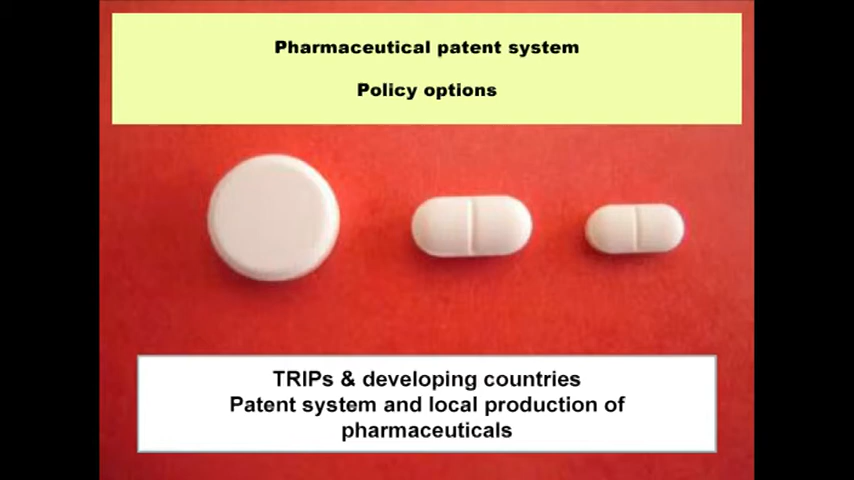 Pharmaceutical patent system
Policy options
TRIPs & developing countries
Patent system and local production of
pharmaceuticals